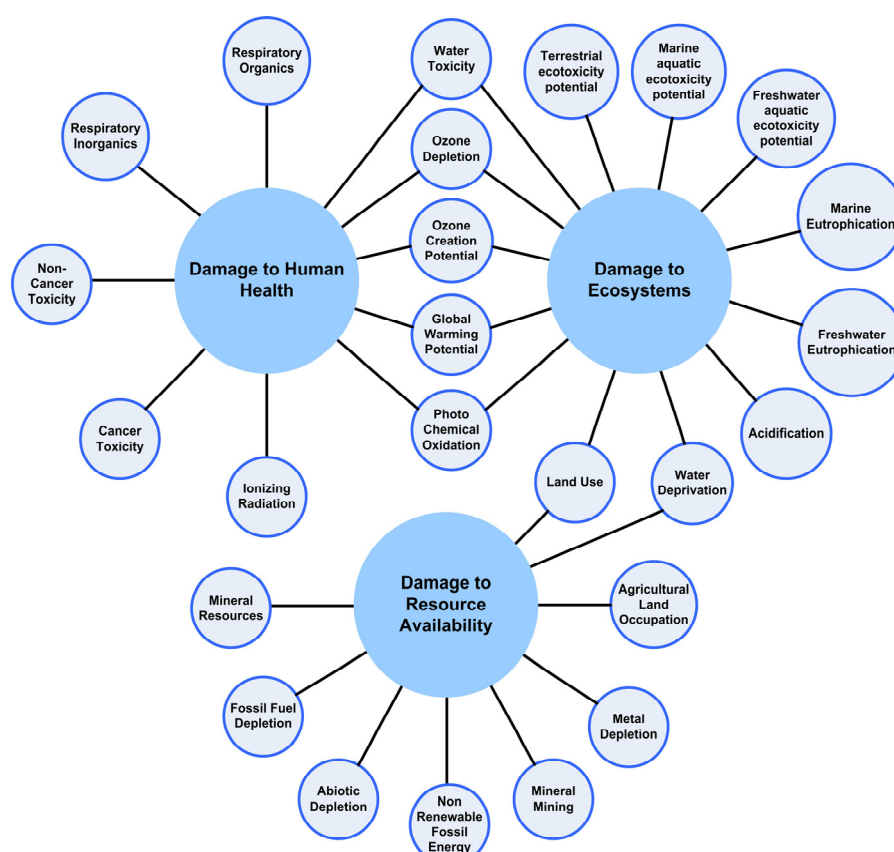 Respiratory
Organics
Water
Toxicity
Terrestrial
ecotoxicity
potential
Marine
aquatic
ecotoxicity
potential
Freshwater
aquatic
ecotoxicity
potential
Respiratory
Inorganics
Ozone
Depletion
Marine
Eutrophication
Ozone
Creation
Potential
Damage to Human
Health
Damage to
Ecosystems
Non-
Cancer
Toxicity
Global
Warming
Potential
Freshwater
Eutrophication
Cancer
Toxicity
Photo
Chemical
Oxidation
Acidification
Ionizing
Radiation
Land Use
Water
Deprivation
Damage to
Resource
Availability
Mineral
Resources
Agricultural
Land
Occupation
Fossil Fuel
Depletion
Metal
Depletion
Abiotic
Depletion
Non
Renewable
Fossil
Energy
Mineral
Mining